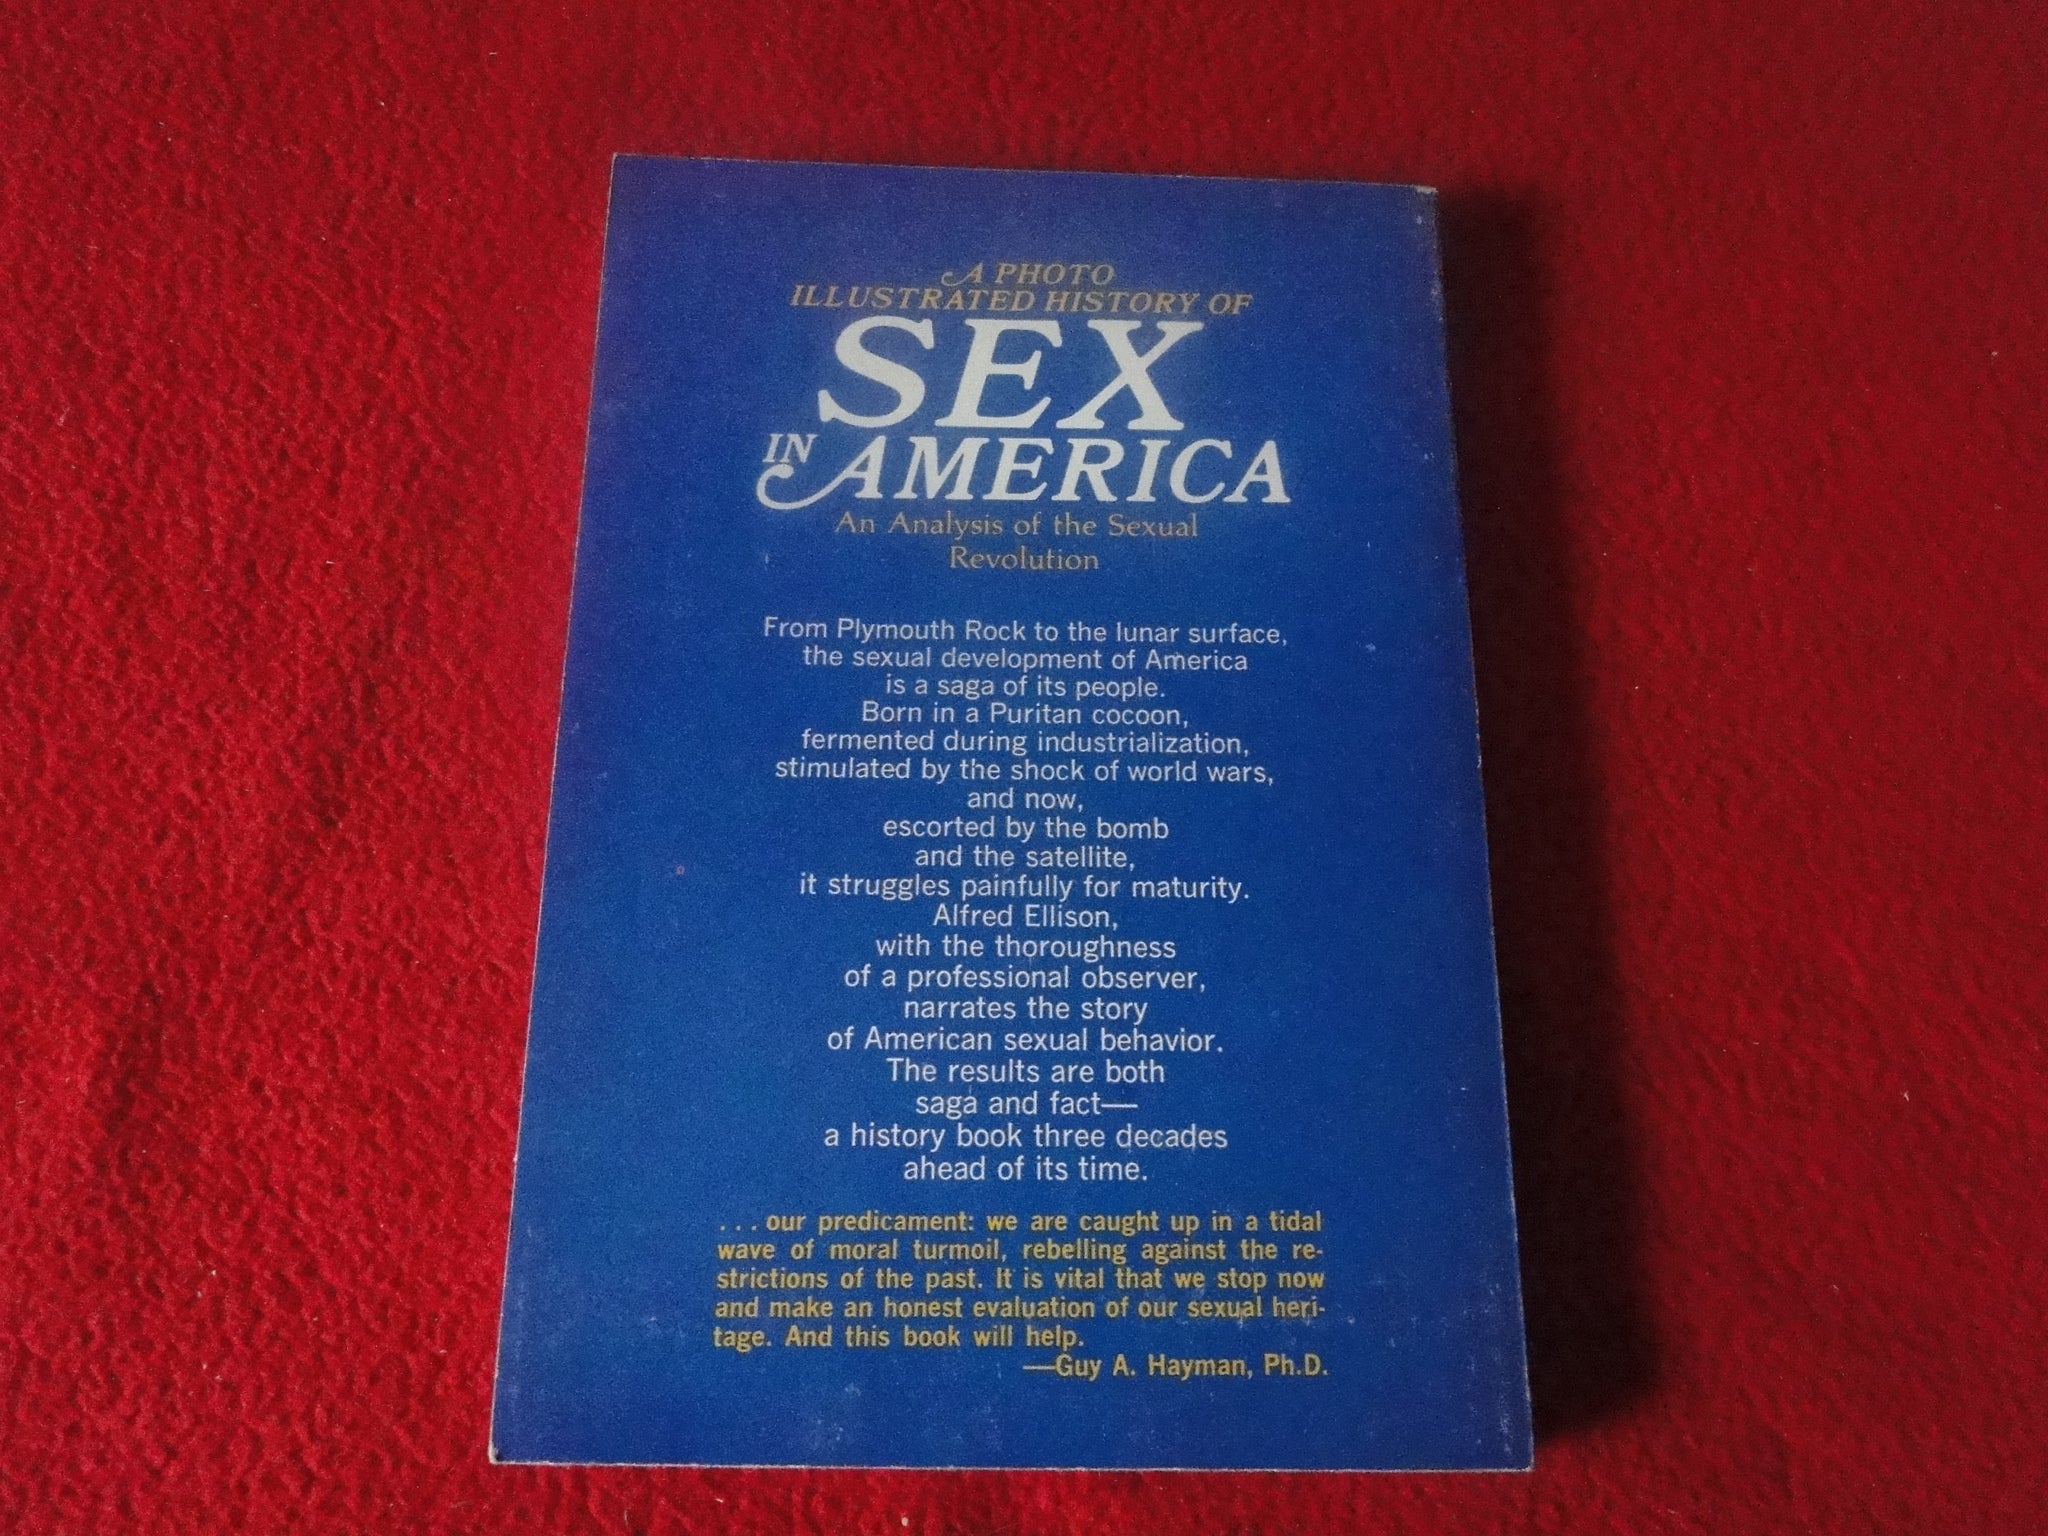 A PHOTO
ILLUSTRATED HISTORY OF
SEX
IN AMERICA
An Analysis of the Sexual
Revolution
From Plymouth Rock to the lunar surface,
the sexual development of America
is a saga of its people.
Born in a Puritan cocoon,
fermented during industrialization,
stimulated by the shock of world wars,
and now,
escorted by the bomb
and the satellite,
it struggles painfully for maturity.
Alfred Ellison,
with the thoroughness
of a professional observer,
narrates the story
of American sexual behavior.
The results are both
saga and fact—
a history book three decades
ahead of its time.
...our predicament: we are caught up in a tidal
wave of moral turmoil, rebelling against the re-
strictions of the past. It is vital that we stop now
and make an honest evaluation of our sexual heri-
tage. And this book will help.
—Guy A. Hayman, Ph.D.